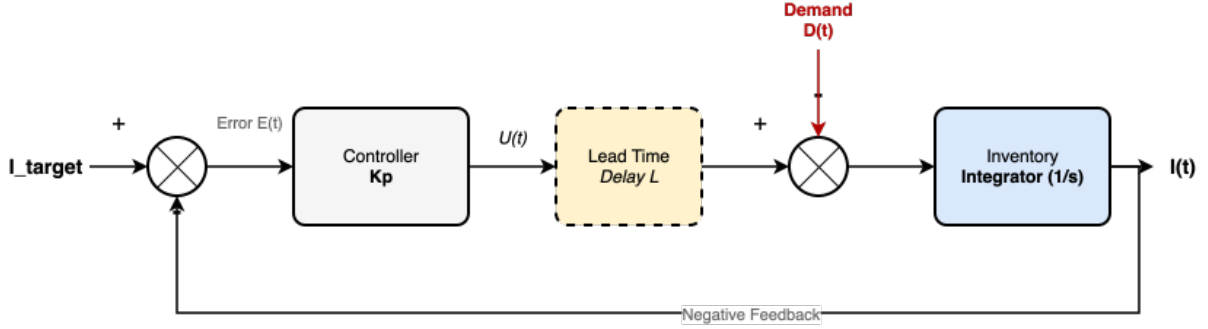 Demand
D(t)
-
+
Error E(t)
Controller
Kp
U(t)
Lead Time
Delay L
+
Inventory
Integrator (1/s)
I_target
I(t)
-
Negative Feedback